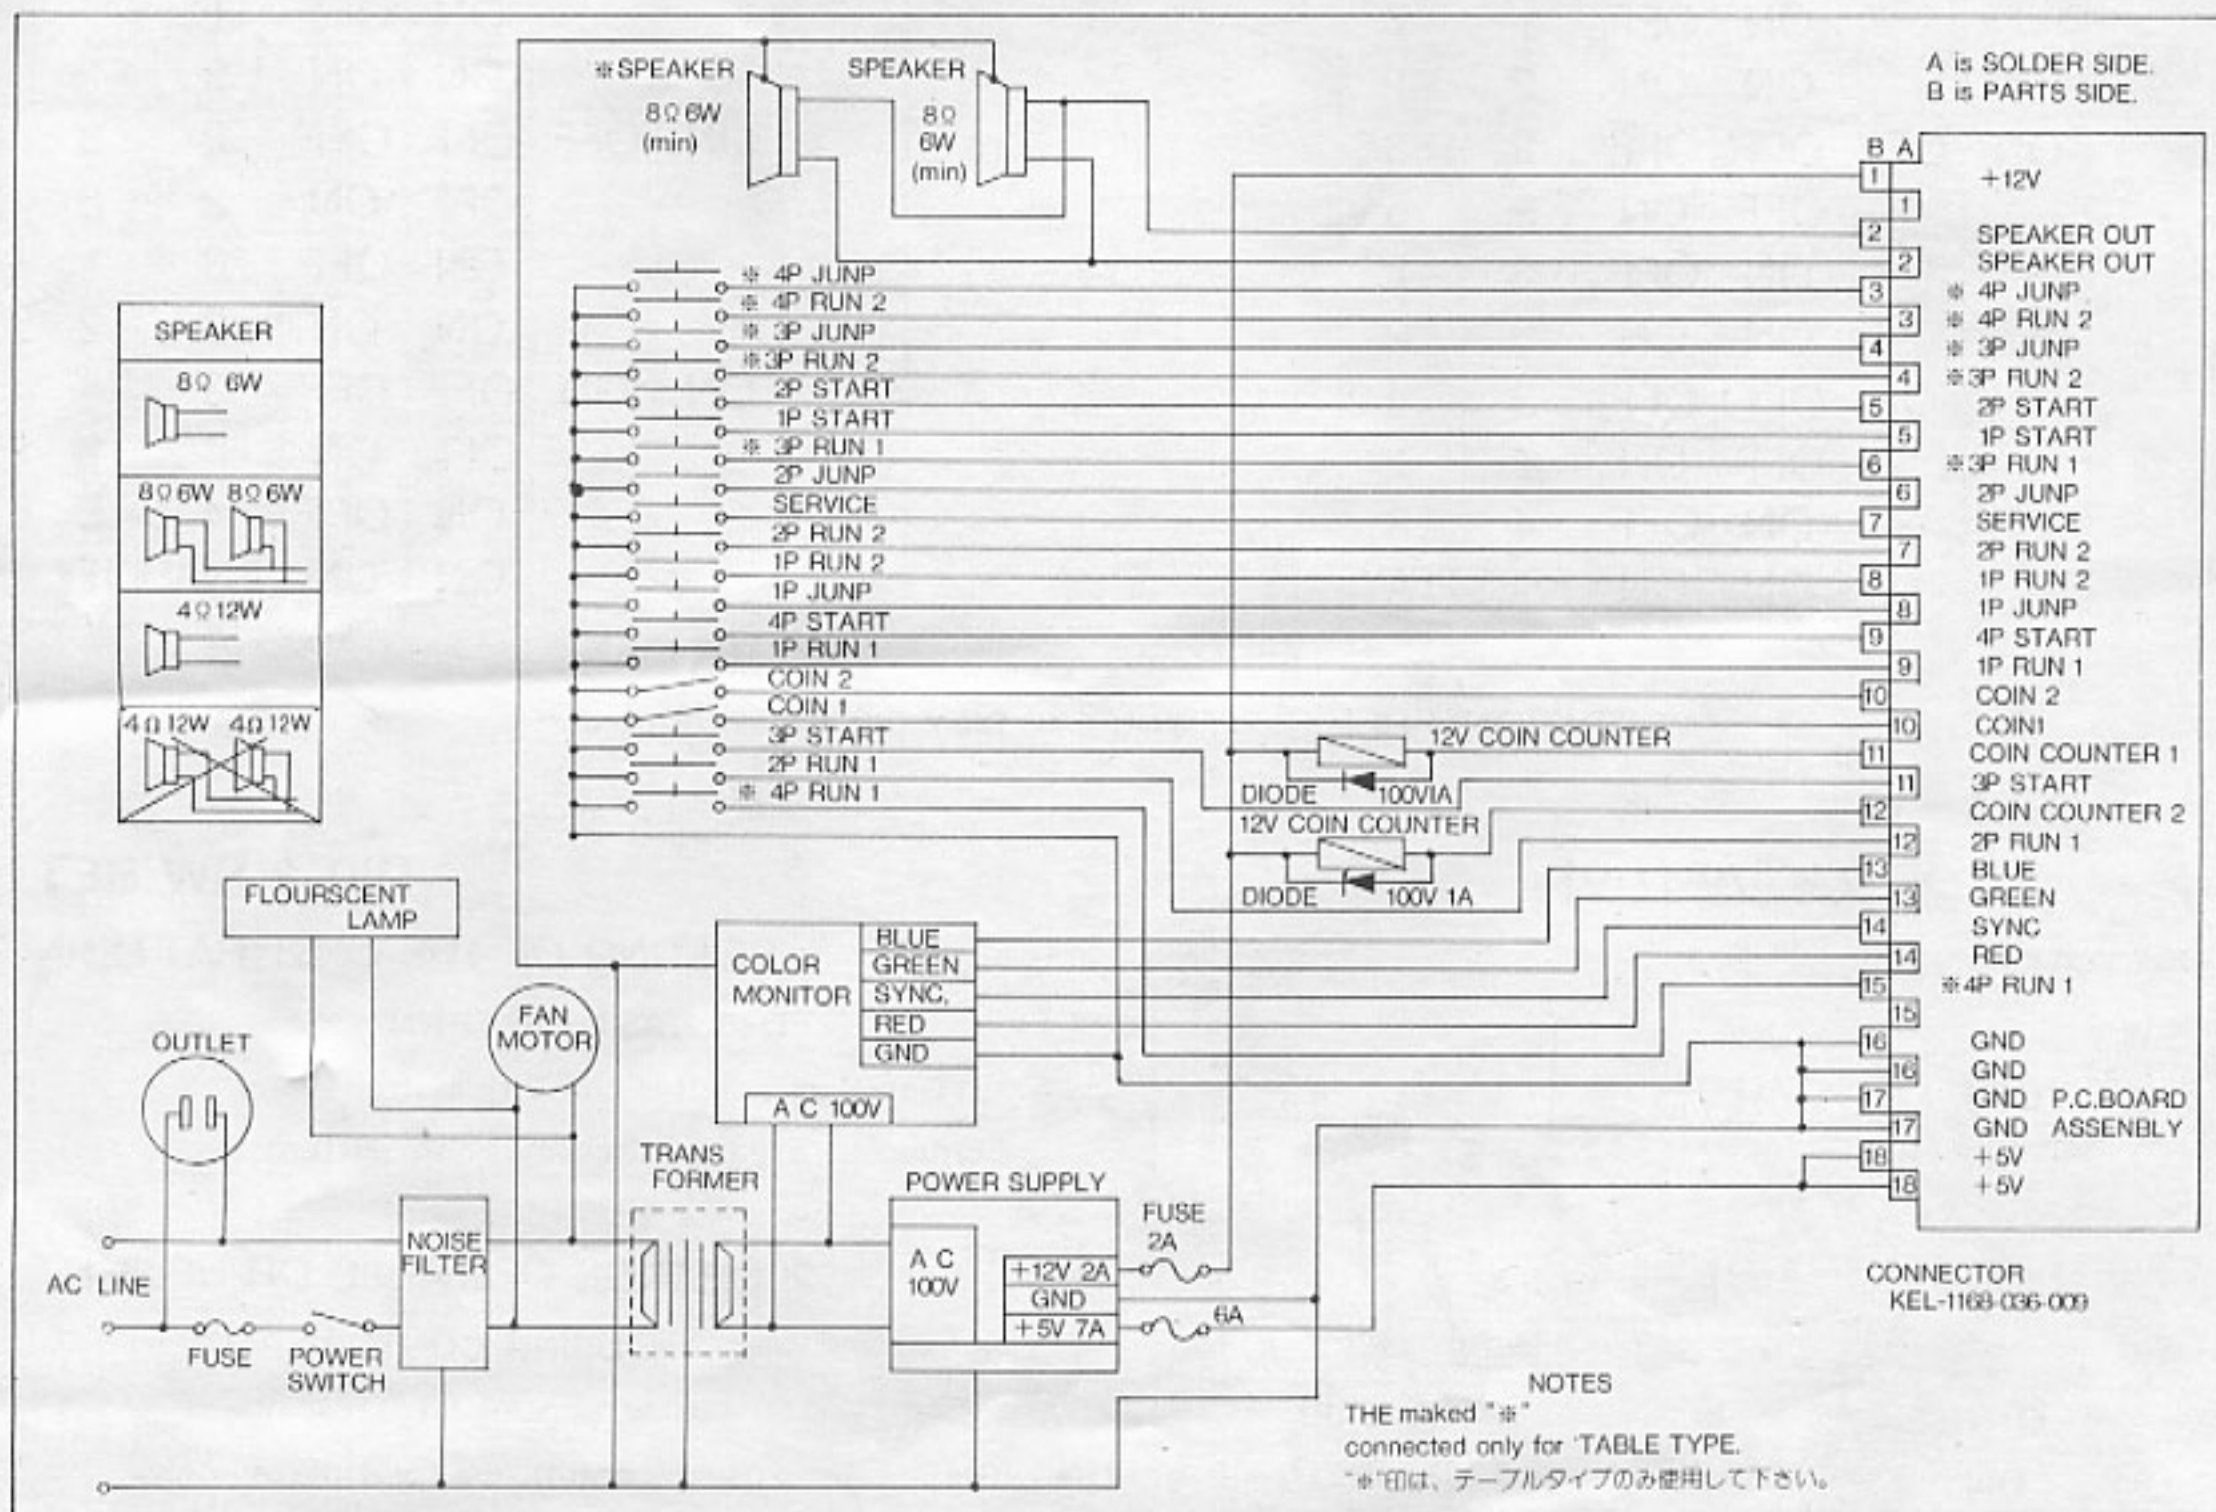 ※SPEAKER
8Ω 6W
(min)
SPEAKER
8Ω
6W
(min)
A is SOLDER SIDE.
B is PARTS SIDE.
SPEAKER
8Ω 6W
8Ω6W 8Ω6W
4Ω12W
4Ω12W 4Ω12W
※ 4P JUNP
※ 4P RUN 2
※ 3P JUNP
※3P RUN 2
2P START
1P START
※ 3P RUN 1
2P JUNP
SERVICE
2P RUN 2
1P RUN 2
1P JUNP
4P START
1P RUN 1
COIN 2
COIN 1
3P START
2P RUN 1
※ 4P RUN 1
12V COIN COUNTER
DIODE 100V1A
12V COIN COUNTER
DIODE 100V 1A
B A
1 +12V
1
2 SPEAKER OUT
2 SPEAKER OUT
3 ※ 4P JUNP
3 ※ 4P RUN 2
4 ※ 3P JUNP
4 ※3P RUN 2
5 2P START
5 1P START
6 ※3P RUN 1
6 2P JUNP
7 SERVICE
7 2P RUN 2
8 1P RUN 2
8 1P JUNP
9 4P START
9 1P RUN 1
10 COIN 2
10 COIN1
11 COIN COUNTER 1
11 3P START
12 COIN COUNTER 2
12 2P RUN 1
13 BLUE
13 GREEN
14 SYNC
14 RED
15 ※4P RUN 1
15
16 GND
16 GND
17 GND P.C.BOARD
17 GND ASSENBLY
18 +5V
18 +5V
CONNECTOR
KEL-1168-036-009
FLOURSCENT
LAMP
OUTLET
FAN
MOTOR
COLOR
MONITOR
BLUE
GREEN
SYNC.
RED
GND
A C 100V
TRANS
FORMER
POWER SUPPLY
A C
100V
+12V 2A
GND
+5V 7A
FUSE
2A
6A
AC LINE
FUSE
POWER
SWITCH
NOISE
FILTER
NOTES
THE maked "※"
connected only for 'TABLE TYPE.
"※"印は、テーブルタイプのみ使用して下さい。